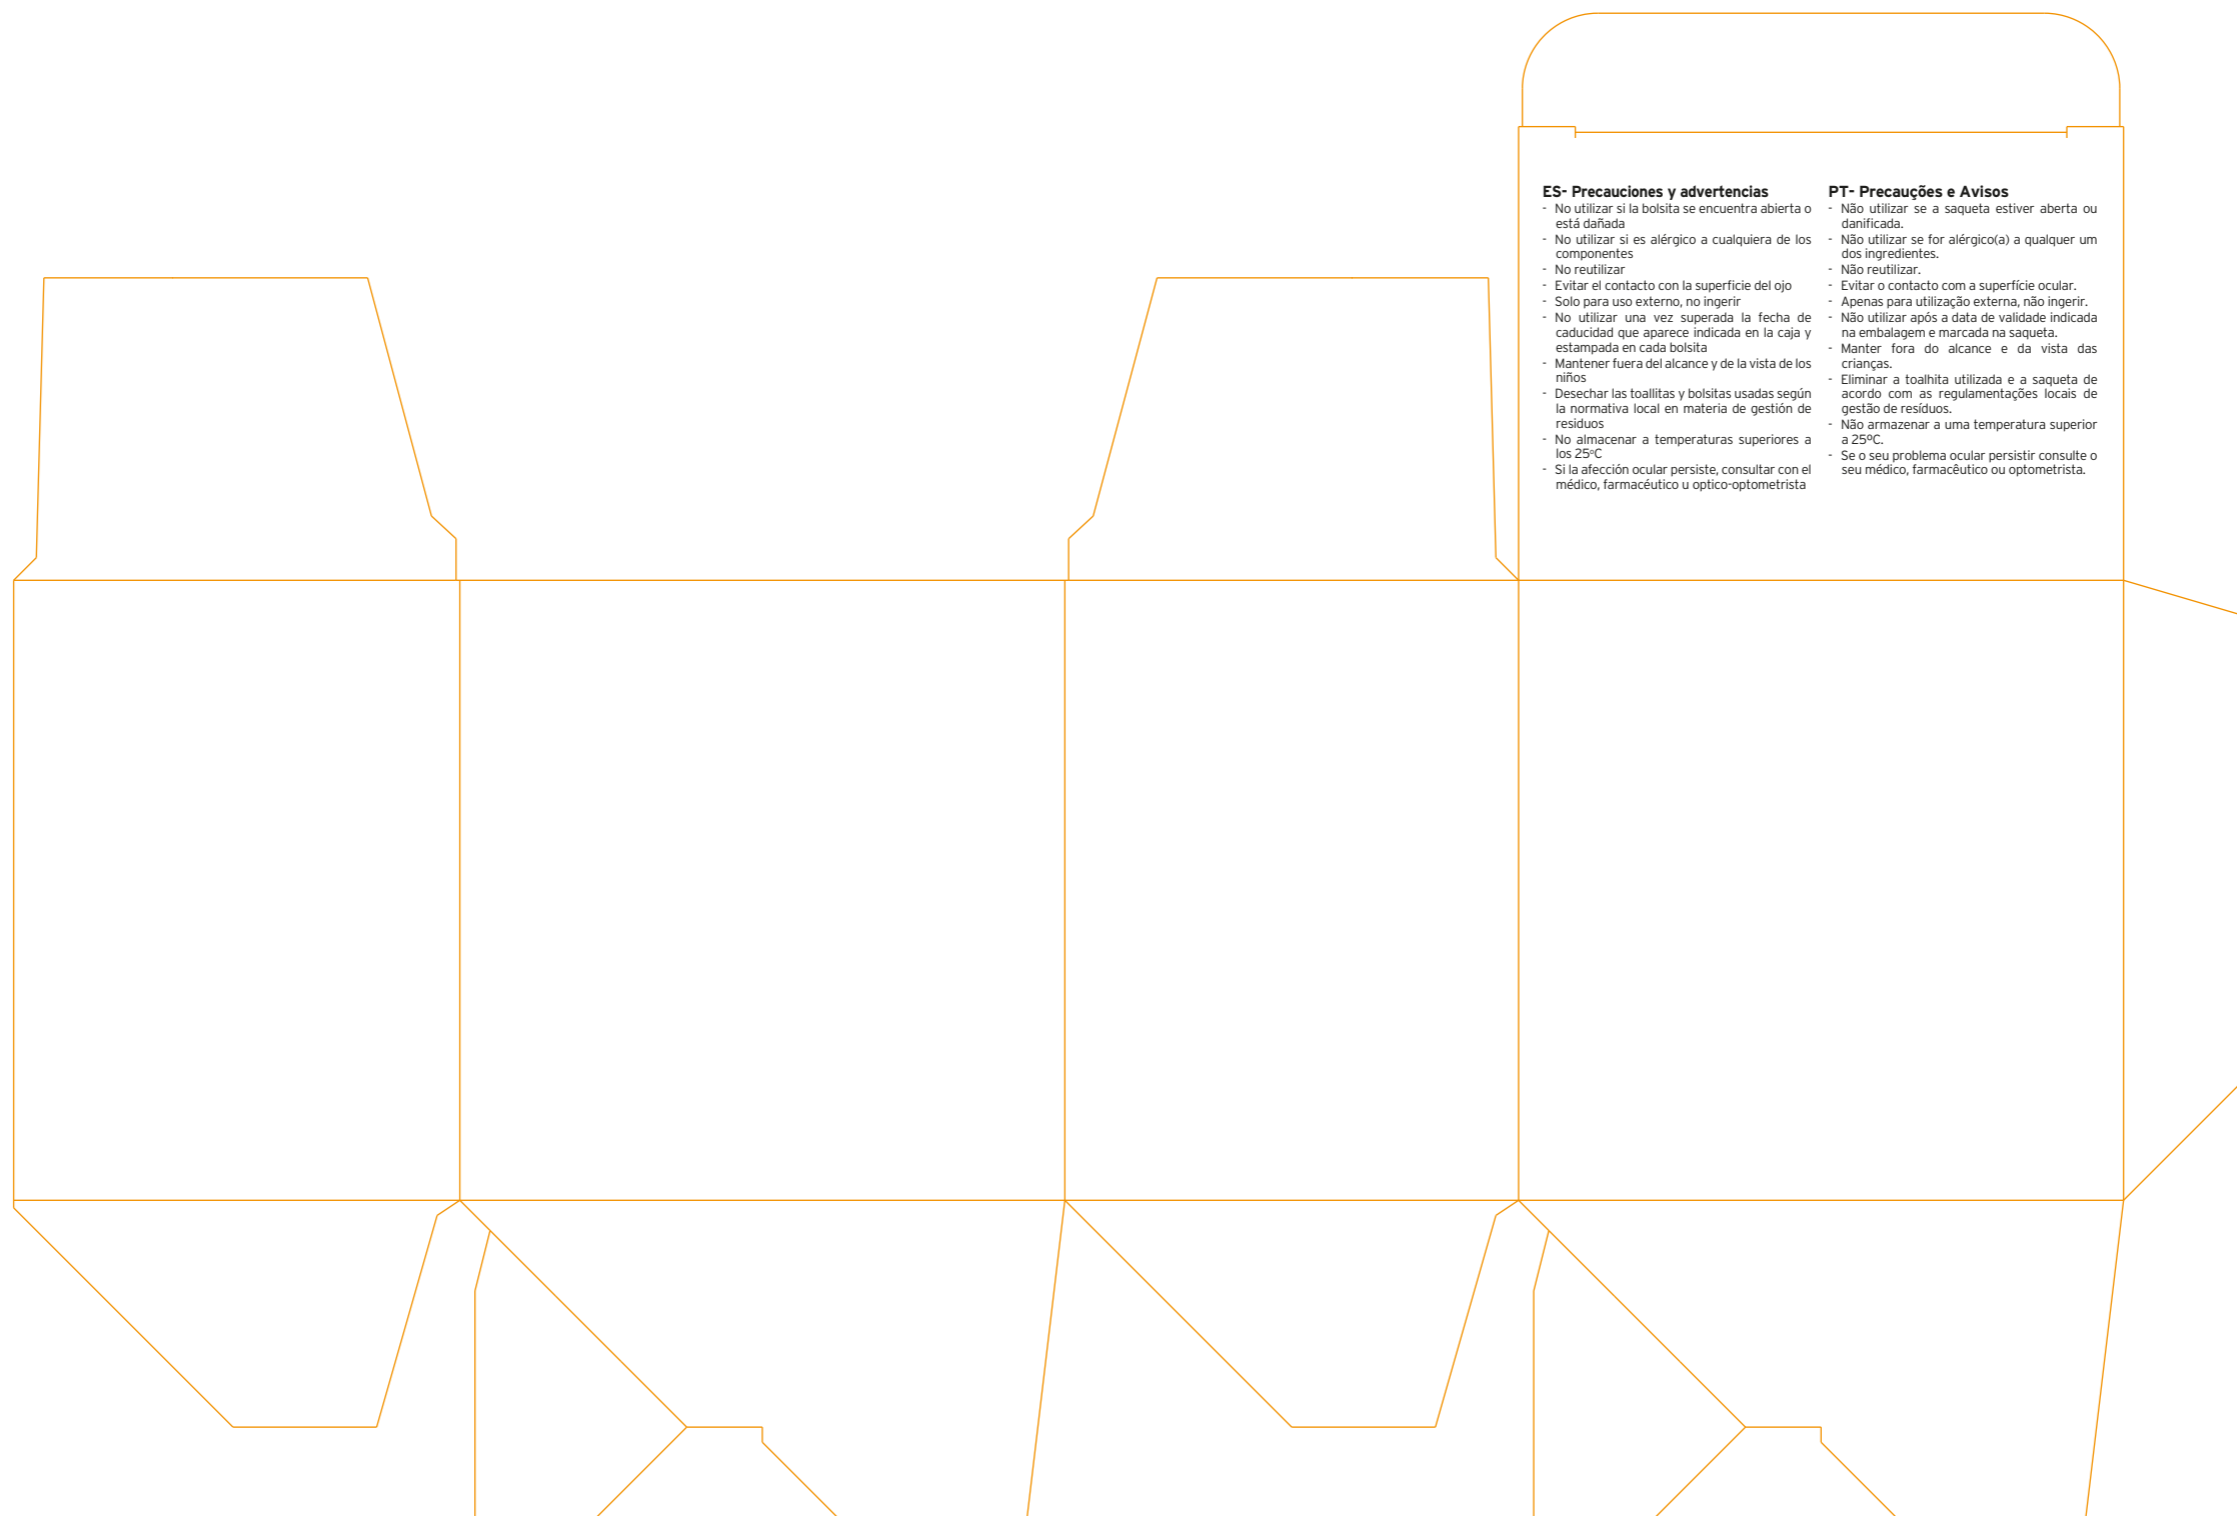 ES- Precauciones y advertencias
- No utilizar si la bolsita se encuentra abierta o
está dañada
- No utilizar si es alérgico a cualquiera de los
componentes
- No reutilizar
- Evitar el contacto con la superficie del ojo
- Solo para uso externo, no ingerir
- No utilizar una vez superada la fecha de
caducidad que aparece indicada en la caja y
estampada en cada bolsita
- Mantener fuera del alcance y de la vista de los
niños
- Desechar las toallitas y bolsitas usadas según
la normativa local en materia de gestión de
residuos
- No almacenar a temperaturas superiores a
los 25ºC
- Si la afección ocular persiste, consultar con el
médico, farmacéutico u optico-optometrista
PT- Precauções e Avisos
- Não utilizar se a saqueta estiver aberta ou
danificada.
- Não utilizar se for alérgico(a) a qualquer um
dos ingredientes.
- Não reutilizar.
- Evitar o contacto com a superfície ocular.
- Apenas para utilização externa, não ingerir.
- Não utilizar após a data de validade indicada
na embalagem e marcada na saqueta.
- Manter fora do alcance e da vista das
crianças.
- Eliminar a toalhita utilizada e a saqueta de
acordo com as regulamentações locais de
gestão de resíduos.
- Não armazenar a uma temperatura superior
a 25ºC.
- Se o seu problema ocular persistir consulte o
seu médico, farmacêutico ou optometrista.